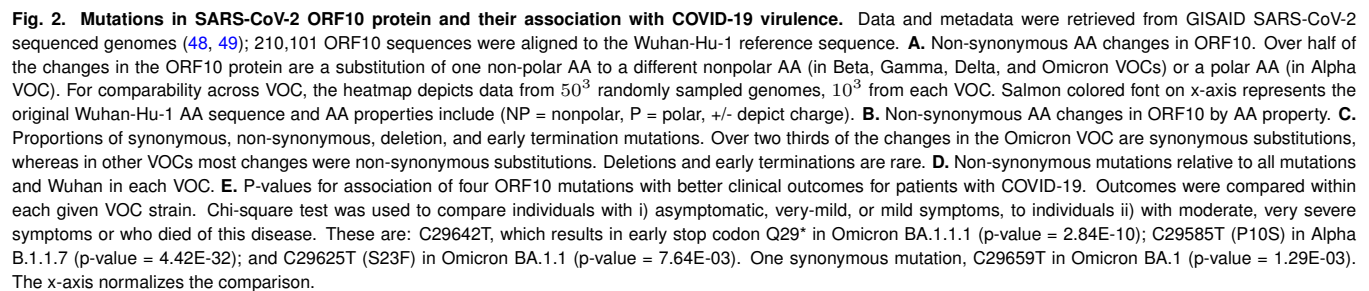 Fig. 2. Mutations in SARS-CoV-2 ORF10 protein and their association with COVID-19 virulence. Data and metadata were retrieved from GISAID SARS-CoV-2
sequenced genomes (48, 49); 210,101 ORF10 sequences were aligned to the Wuhan-Hu-1 reference sequence. A. Non-synonymous AA changes in ORF10. Over half of
the changes in the ORF10 protein are a substitution of one non-polar AA to a different nonpolar AA (in Beta, Gamma, Delta, and Omicron VOCs) or a polar AA (in Alpha
VOC). For comparability across VOC, the heatmap depicts data from 50³ randomly sampled genomes, 10³ from each VOC. Salmon colored font on x-axis represents the
original Wuhan-Hu-1 AA sequence and AA properties include (NP = nonpolar, P = polar, +/- depict charge). B. Non-synonymous AA changes in ORF10 by AA property. C.
Proportions of synonymous, non-synonymous, deletion, and early termination mutations. Over two thirds of the changes in the Omicron VOC are synonymous substitutions,
whereas in other VOCs most changes were non-synonymous substitutions. Deletions and early terminations are rare. D. Non-synonymous mutations relative to all mutations
and Wuhan in each VOC. E. P-values for association of four ORF10 mutations with better clinical outcomes for patients with COVID-19. Outcomes were compared within
each given VOC strain. Chi-square test was used to compare individuals with i) asymptomatic, very-mild, or mild symptoms, to individuals ii) with moderate, very severe
symptoms or who died of this disease. These are: C29642T, which results in early stop codon Q29* in Omicron BA.1.1.1 (p-value = 2.84E-10); C29585T (P10S) in Alpha
B.1.1.7 (p-value = 4.42E-32); and C29625T (S23F) in Omicron BA.1.1 (p-value = 7.64E-03). One synonymous mutation, C29659T in Omicron BA.1 (p-value = 1.29E-03).
The x-axis normalizes the comparison.